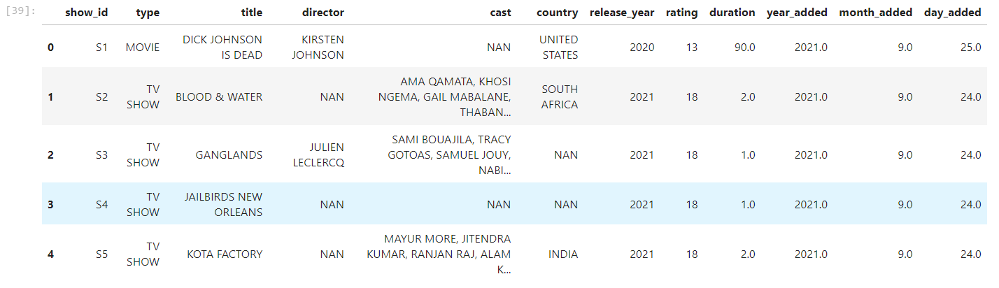 [39]:
show_id type title director cast country release_year rating duration year_added month_added day_added
0 S1 MOVIE DICK JOHNSON IS DEAD KIRSTEN JOHNSON NAN UNITED STATES 2020 13 90.0 2021.0 9.0 25.0
1 S2 TV SHOW BLOOD & WATER NAN AMA QAMATA, KHOSI NGEMA, GAIL MABALANE, THABAN... SOUTH AFRICA 2021 18 2.0 2021.0 9.0 24.0
2 S3 TV SHOW GANGLANDS JULIEN LECLERCQ SAMI BOUAJILA, TRACY GOTOAS, SAMUEL JOUY, NABI... NAN 2021 18 1.0 2021.0 9.0 24.0
3 S4 TV SHOW JAILBIRDS NEW ORLEANS NAN NAN NAN 2021 18 1.0 2021.0 9.0 24.0
4 S5 TV SHOW KOTA FACTORY NAN MAYUR MORE, JITENDRA KUMAR, RANJAN RAJ, ALAM K... INDIA 2021 18 2.0 2021.0 9.0 24.0